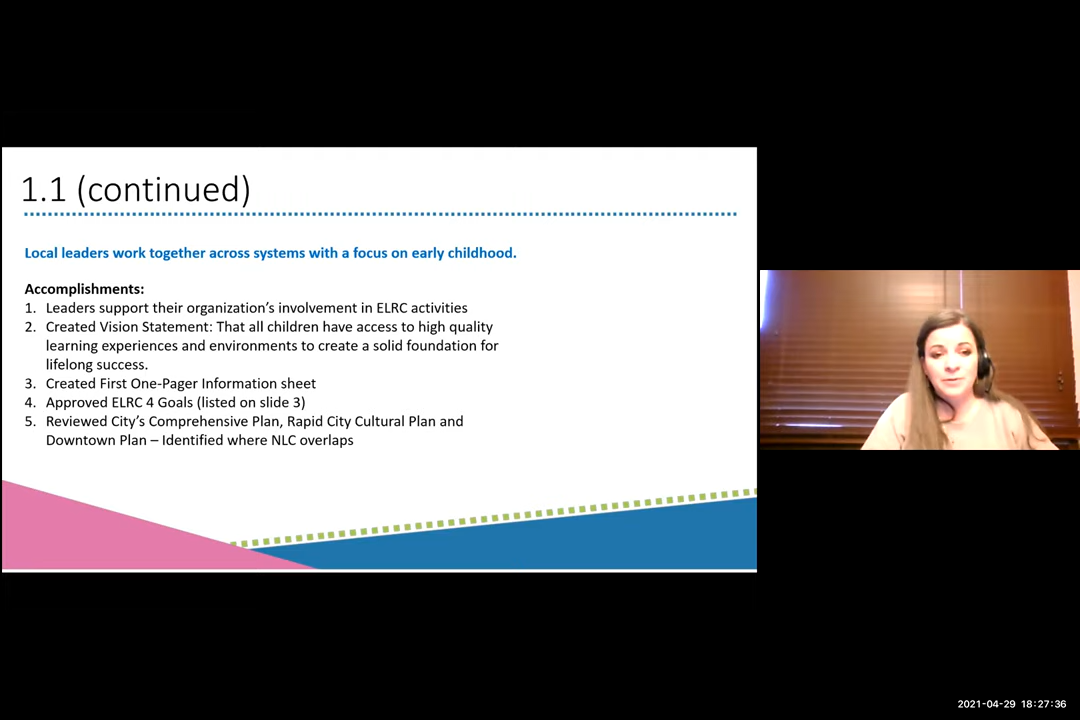 1.1 (continued)
Local leaders work together across systems with a focus on early childhood.
Accomplishments:
1. Leaders support their organization's involvement in ELRC activities
2. Created Vision Statement: That all children have access to high quality
learning experiences and environments to create a solid foundation for
lifelong success.
3. Created First One-Pager Information sheet
4. Approved ELRC 4 Goals (listed on slide 3)
5. Reviewed City's Comprehensive Plan, Rapid City Cultural Plan and
Downtown Plan – Identified where NLC overlaps
2021-04-29 18:27:36